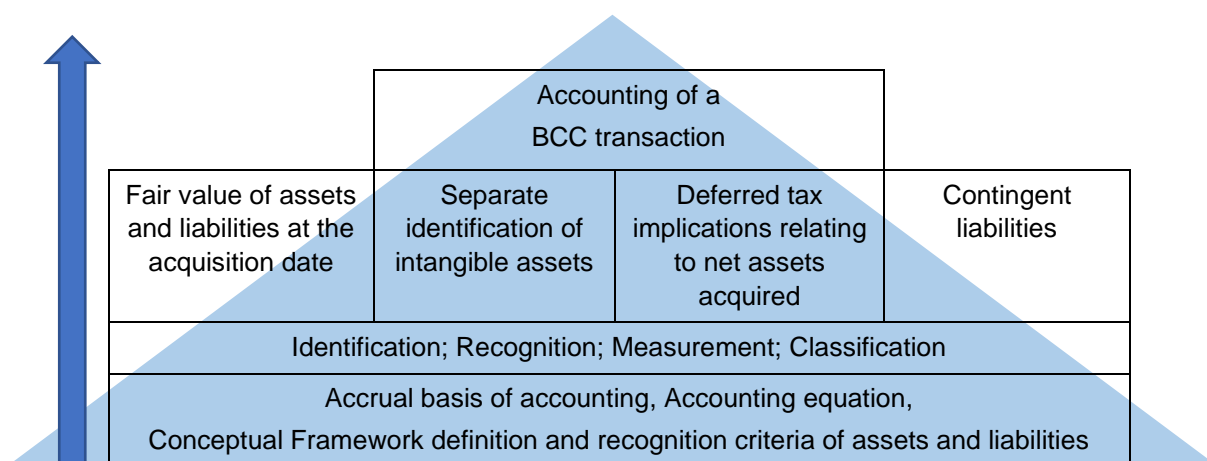 Accounting of a
BCC transaction
Fair value of assets
and liabilities at the
acquisition date
Separate
identification of
intangible assets
Deferred tax
implications relating
to net assets
acquired
Contingent
liabilities
Identification; Recognition; Measurement; Classification
Accrual basis of accounting, Accounting equation,
Conceptual Framework definition and recognition criteria of assets and liabilities